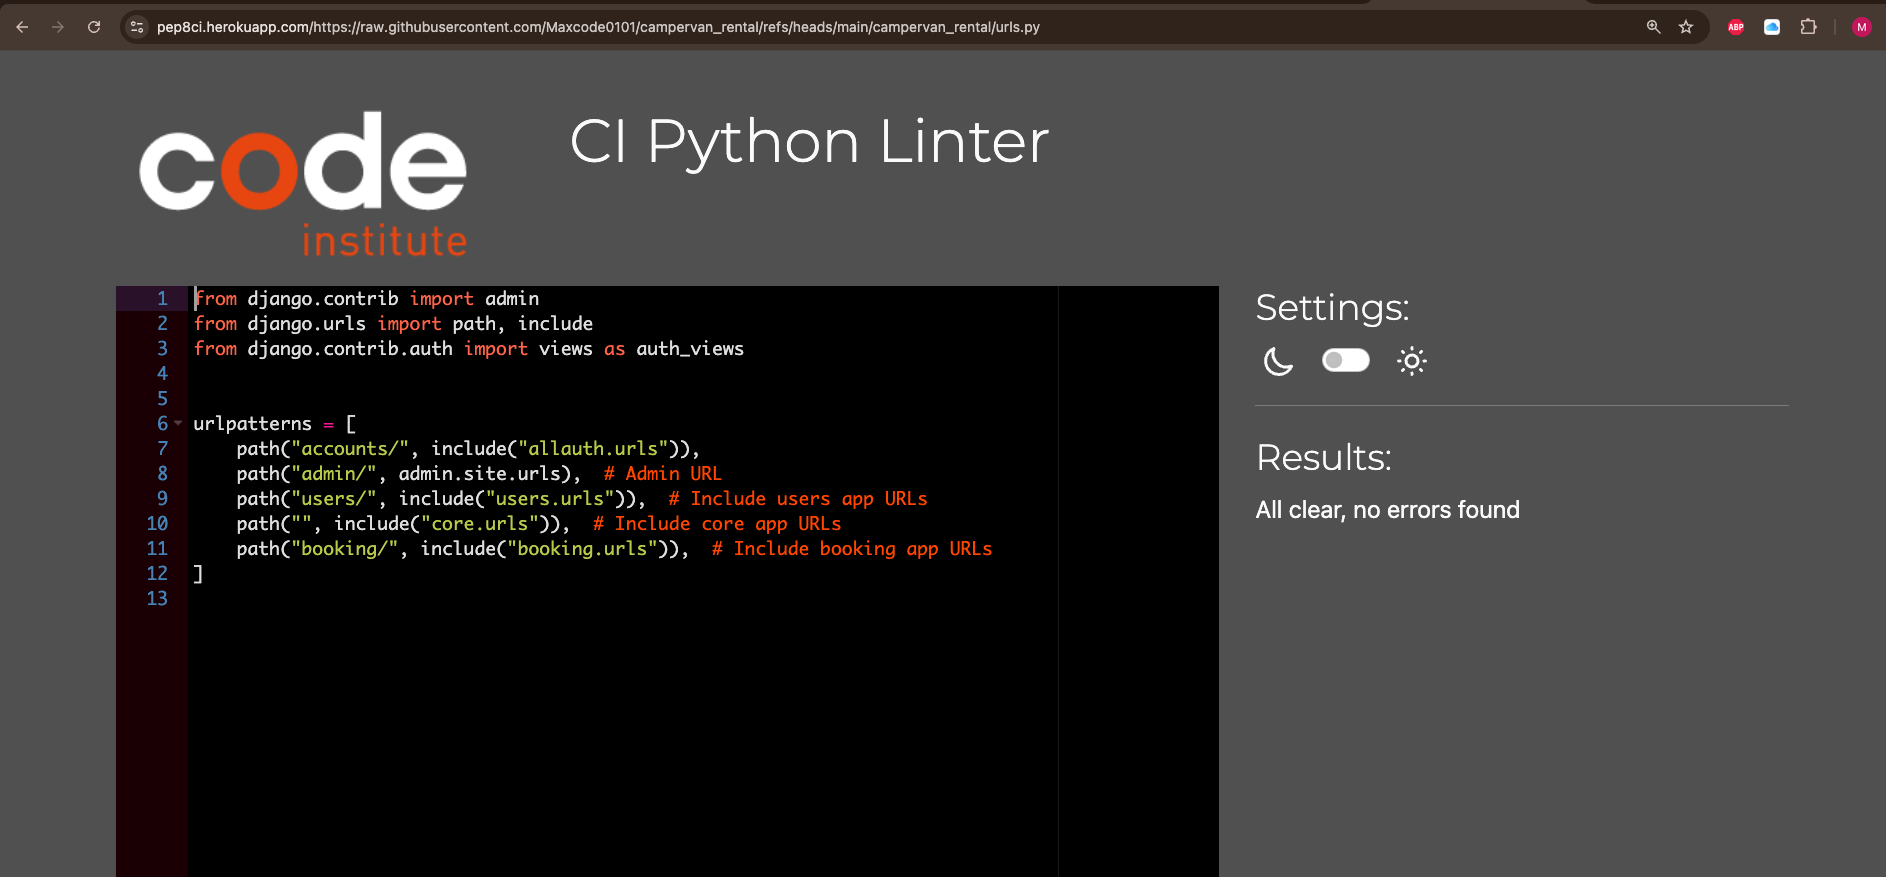 pep8ci.herokuapp.com/https://raw.githubusercontent.com/Maxcode0101/campervan_rental/refs/heads/main/campervan_rental/urls.py
ABP
M
code
institute
CI Python Linter
1 from django.contrib import admin
2 from django.urls import path, include
3 from django.contrib.auth import views as auth_views
4
5
6 urlpatterns = [
7     path("accounts/", include("allauth.urls")),
8     path("admin/", admin.site.urls),  # Admin URL
9     path("users/", include("users.urls")),  # Include users app URLs
10     path("", include("core.urls")),  # Include core app URLs
11     path("booking/", include("booking.urls")),  # Include booking app URLs
12 ]
13
Settings:
Results:
All clear, no errors found